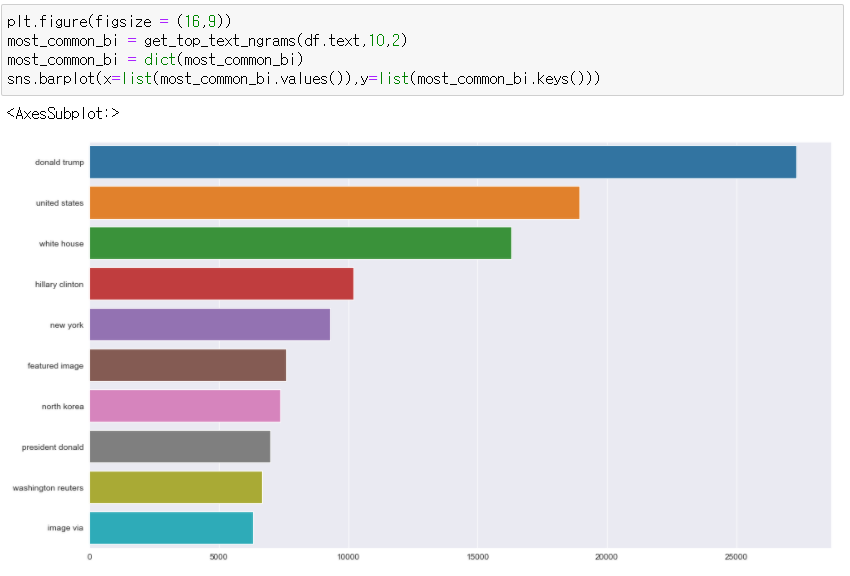 plt.figure(figsize = (16,9))
most_common_bi = get_top_text_ngrams(df.text,10,2)
most_common_bi = dict(most_common_bi)
sns.barplot(x=list(most_common_bi.values()),y=list(most_common_bi.keys()))
<AxesSubplot:>
donald trump
united states
white house
hillary clinton
new york
featured image
north korea
president donald
washington reuters
image via
0 5000 10000 15000 20000 25000